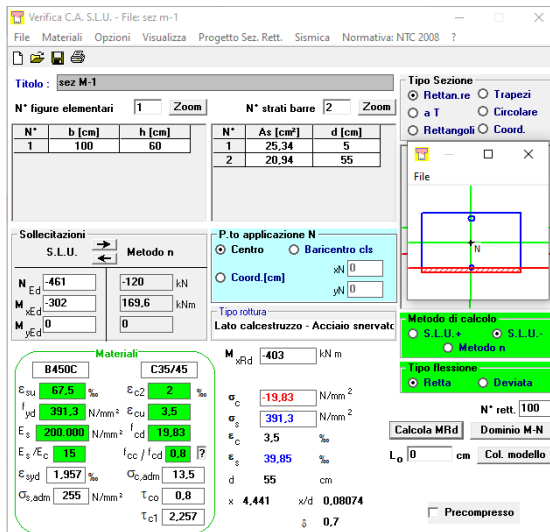 Verifica C.A. S.L.U. - File: sez m-1
File Materiali Opzioni Visualizza Progetto Sez. Rett. Sismica Normativa: NTC 2008 ?
Titolo : sez M-1
N° figure elementari 1 Zoom
N° b [cm] h [cm]
1 100 60
N° strati barre 2 Zoom
N° As [cm²] d [cm]
1 25,34 5
2 20,94 55
Tipo Sezione
Rettan.re Trapezi
a T Circolare
Rettangoli Coord.
File
N
Sollecitazioni
S.L.U. Metodo n
N Ed -461 -120 kN
M xEd -302 169,6 kNm
M yEd 0 0
P.to applicazione N
Centro Baricentro cls
Coord.[cm] xN 0
yN 0
Tipo rottura
Lato calcestruzzo - Acciaio snervato
Metodo di calcolo
S.L.U.+ S.L.U.-
Metodo n
Tipo flessione
Retta Deviata
Materiali
B450C C35/45
εsu 67,5 ‰ εc2 2 ‰
fyd 391,3 N/mm² εcu 3,5
Es 200.000 N/mm² fcd 19,83
Es/Ec 15 fcc / fcd 0,8 ?
εsyd 1,957 ‰ σc,adm 13,5
σs,adm 255 N/mm² τco 0,8
τc1 2,257
M xRd -403 kN m
σc -19,83 N/mm²
σs 391,3 N/mm²
εc 3,5 ‰
εs 39,85 ‰
d 55 cm
x 4,441 x/d 0,08074
δ 0,7
N° rett. 100
Calcola MRd Dominio M-N
Lo 0 cm Col. modello
Precompresso